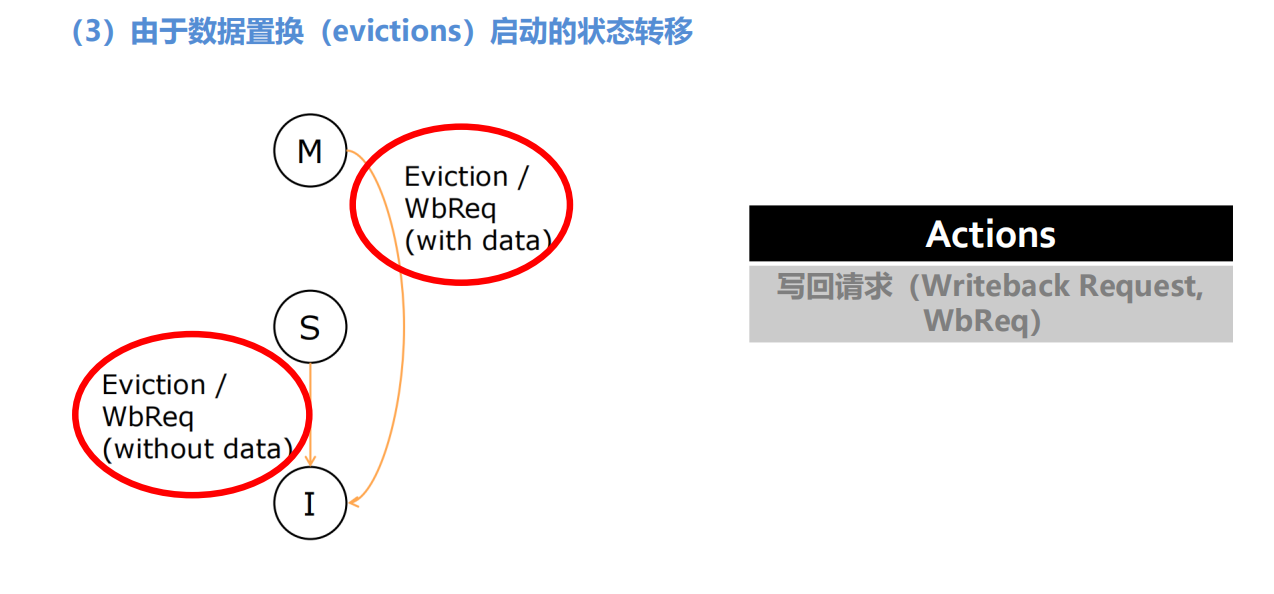 （3）由于数据置换（evictions）启动的状态转移
M
Eviction /
WbReq
(with data)
Actions
写回请求（Writeback Request,
WbReq）
S
Eviction /
WbReq
(without data)
I